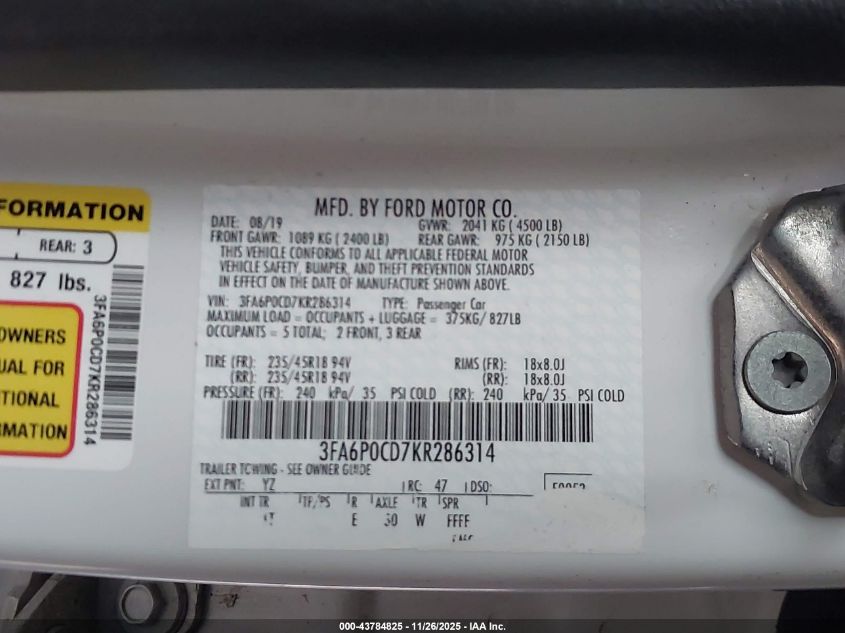 FORMATION
REAR: 3
827 lbs.
OWNERS
UAL FOR
TIONAL
RMATION
3FA6P0CD7KR286314
MFD. BY FORD MOTOR CO.
DATE: 08/19 GVWR: 2041 KG ( 4500 LB)
FRONT GAWR: 1089 KG ( 2400 LB) REAR GAWR: 975 KG ( 2150 LB)
THIS VEHICLE CONFORMS TO ALL APPLICABLE FEDERAL MOTOR
VEHICLE SAFETY, BUMPER, AND THEFT PREVENTION STANDARDS
IN EFFECT ON THE DATE OF MANUFACTURE SHOWN ABOVE.
VIN: 3FA6P0CD7KR286314 TYPE: Passenger Car
MAXIMUM LOAD = OCCUPANTS + LUGGAGE = 375KG/ 827LB
OCCUPANTS = 5 TOTAL; 2 FRONT, 3 REAR
TIRE (FR): 235/45R18 94V RIMS (FR): 18x8.0J
(RR): 235/45R18 94V (RR): 18x8.0J
PRESSURE (FR): 240 kPa/ 35 PSI COLD (RR): 240 kPa/ 35 PSI COLD
3FA6P0CD7KR286314
TRAILER TOWING - SEE OWNER GUIDE
EXT PNT: YZ RC: 47 DSO:
INT TR TP/PS R AXLE TR SPR
E W FFFF
000-43784825 - 11/26/2025 - IAA Inc.